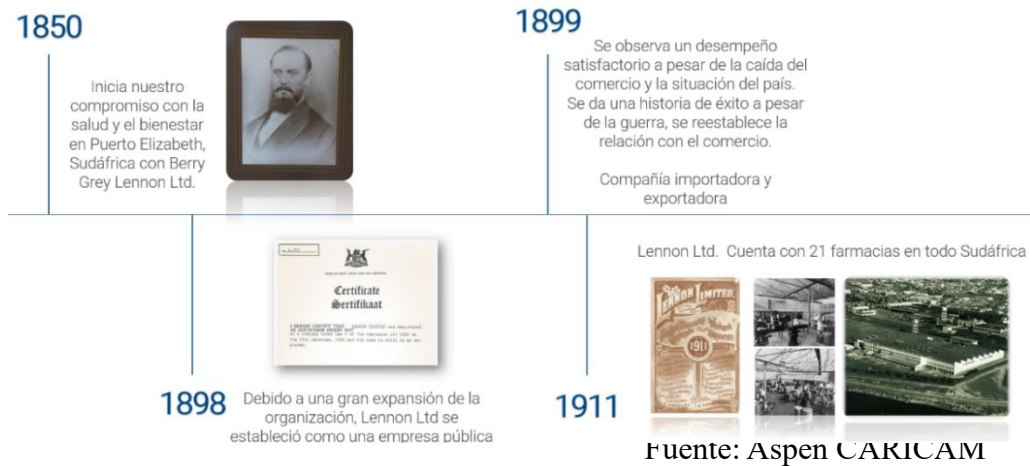 1850
Inicia nuestro
compromiso con la
salud y el bienestar
en Puerto Elizabeth,
Sudáfrica con Berry
Grey Lennon Ltd.
1899
Se observa un desempeño
satisfactorio a pesar de la caída del
comercio y la situación del país.
Se da una historia de éxito a pesar
de la guerra, se reestablece la
relación con el comercio.
Compañía importadora y
exportadora
Certificate
Sertifikaat
1898
Debido a una gran expansión de la
organización, Lennon Ltd se
estableció como una empresa pública
1911
Lennon Ltd. Cuenta con 21 farmacias en todo Sudáfrica
LENNON LIMITED.
1911
Fuente: Aspen CARICAM